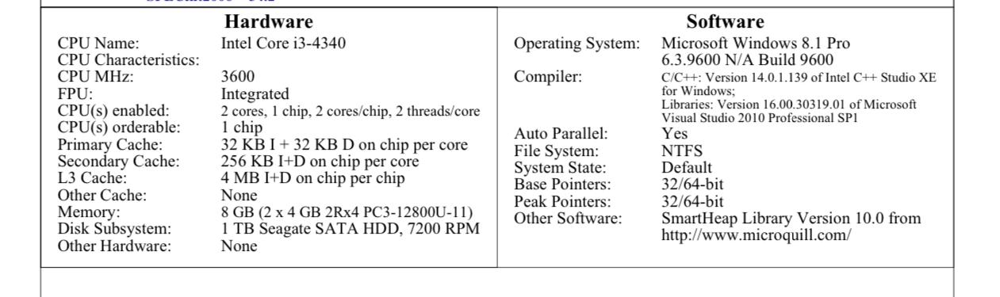 Hardware
CPU Name: Intel Core i3-4340
CPU Characteristics:
CPU MHz: 3600
FPU: Integrated
CPU(s) enabled: 2 cores, 1 chip, 2 cores/chip, 2 threads/core
CPU(s) orderable: 1 chip
Primary Cache: 32 KB I + 32 KB D on chip per core
Secondary Cache: 256 KB I+D on chip per core
L3 Cache: 4 MB I+D on chip per chip
Other Cache: None
Memory: 8 GB (2 x 4 GB 2Rx4 PC3-12800U-11)
Disk Subsystem: 1 TB Seagate SATA HDD, 7200 RPM
Other Hardware: None
Software
Operating System: Microsoft Windows 8.1 Pro
6.3.9600 N/A Build 9600
Compiler: C/C++: Version 14.0.1.139 of Intel C++ Studio XE
for Windows;
Libraries: Version 16.00.30319.01 of Microsoft
Visual Studio 2010 Professional SP1
Auto Parallel: Yes
File System: NTFS
System State: Default
Base Pointers: 32/64-bit
Peak Pointers: 32/64-bit
Other Software: SmartHeap Library Version 10.0 from
http://www.microquill.com/